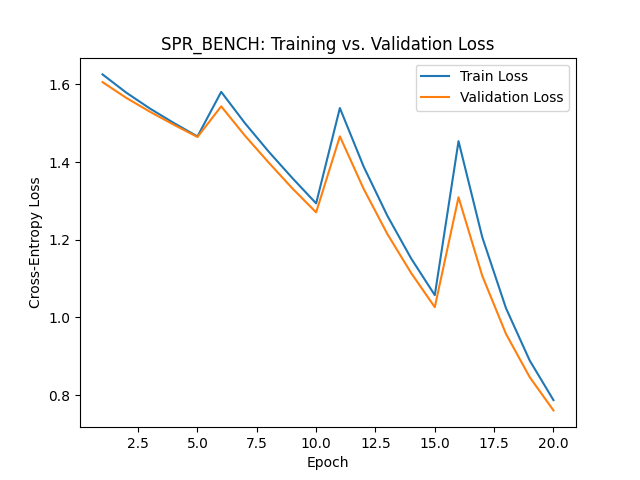 SPR_BENCH: Training vs. Validation Loss
Train Loss
Validation Loss
Cross-Entropy Loss
1.6
1.4
1.2
1.0
0.8
2.5 5.0 7.5 10.0 12.5 15.0 17.5 20.0
Epoch